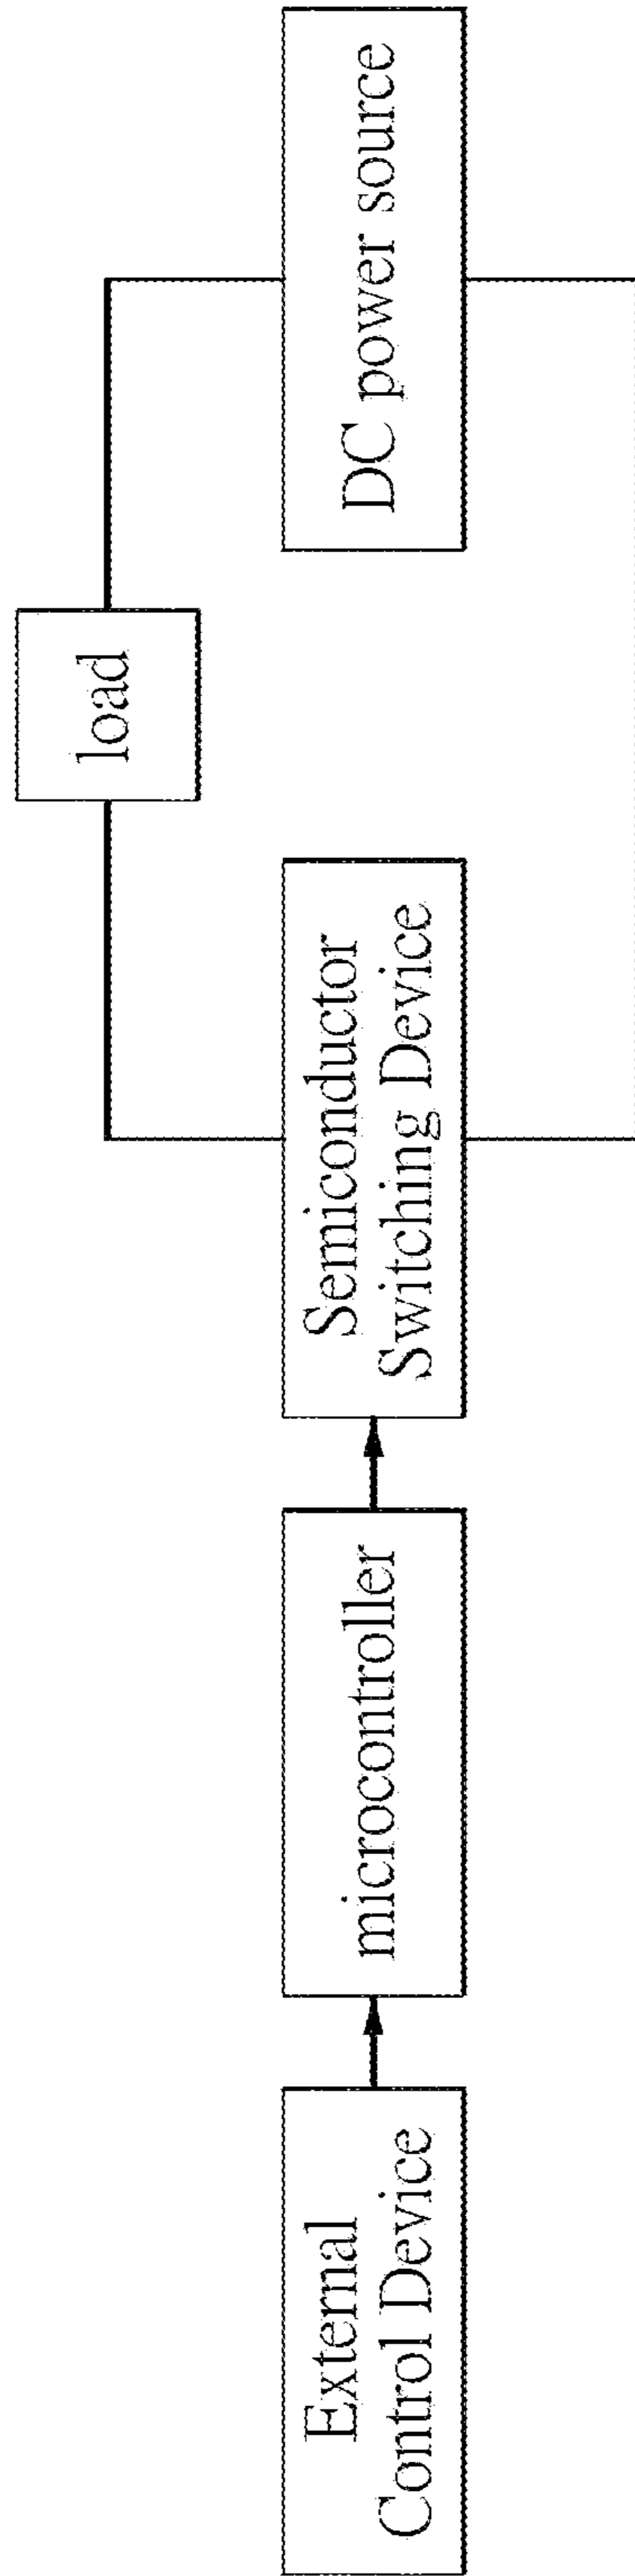 External
Control Device
microcontroller
Semiconductor
Switching Device
load
DC power source